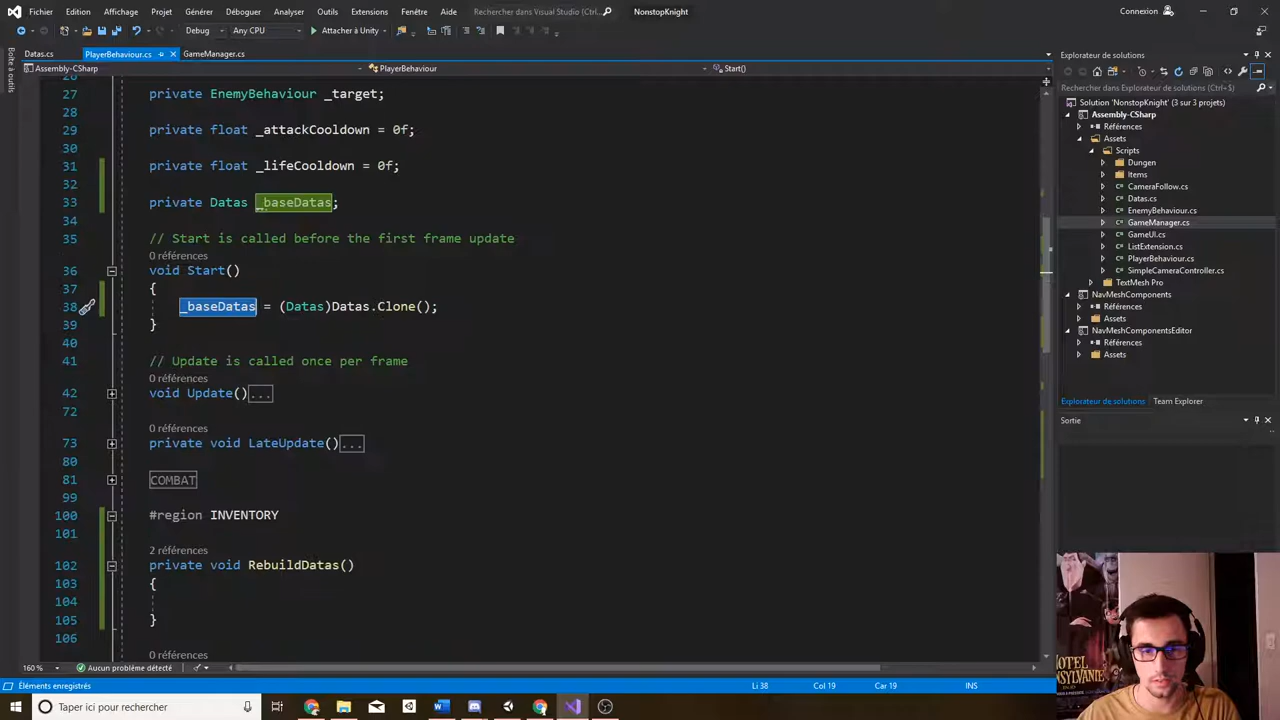 Fichier Edition Affichage Projet Générer Déboguer Analyser Outils Extensions Fenêtre Aide Rechercher dans Visual Studio (Ctrl+Q) NonstopKnight Connexion
Debug Any CPU Attacher à Unity
Datas.cs PlayerBehaviour.cs GameManager.cs
Assembly-CSharp PlayerBehaviour Start()
Boîte à outils
26
27 private EnemyBehaviour _target;
28
29 private float _attackCooldown = 0f;
30
31 private float _lifeCooldown = 0f;
32
33 private Datas _baseDatas;
34
35 // Start is called before the first frame update
0 références
36 void Start()
37 {
38 _baseDatas = (Datas)Datas.Clone();
39 }
40
41 // Update is called once per frame
0 références
42 void Update()...
72
0 références
73 private void LateUpdate()...
80
81 COMBAT
99
100 #region INVENTORY
101
2 références
102 private void RebuildDatas()
103 {
104
105 }
106
0 références
160 % Aucun problème détecté Li 38 Col 19 Car 19 INS
Éléments enregistrés
Explorateur de solutions
Rechercher dans Explorateur de solutions (Ctrl+$)
Solution 'NonstopKnight' (3 sur 3 projets)
Assembly-CSharp
Références
Assets
Scripts
Dungen
Items
CameraFollow.cs
Datas.cs
EnemyBehaviour.cs
GameManager.cs
GameUI.cs
ListExtension.cs
PlayerBehaviour.cs
SimpleCameraController.cs
TextMesh Pro
NavMeshComponents
Références
Assets
NavMeshComponentsEditor
Références
Assets
Explorateur de solutions Team Explorer
Sortie
HOTEL
Taper ici pour rechercher